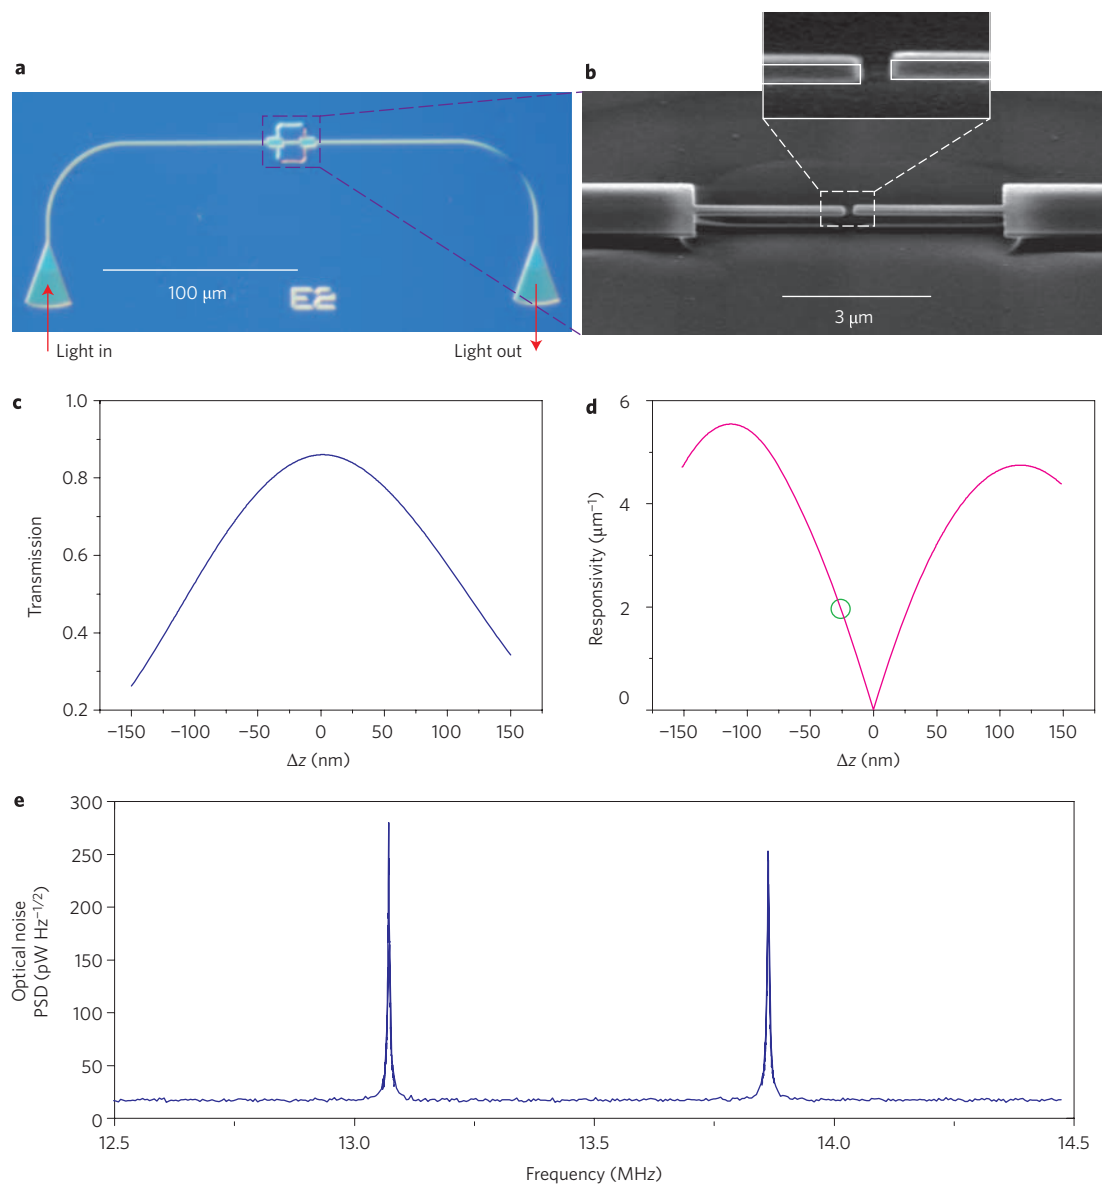 a
100 μm
E2
Light in
Light out
b
3 μm
c
Transmission
1.0
0.8
0.6
0.4
0.2
−150 −100 −50 0 50 100 150
Δz (nm)
d
Responsivity (μm⁻¹)
6
4
2
0
−150 −100 −50 0 50 100 150
Δz (nm)
e
Optical noise
PSD (pW Hz⁻¹/²)
300
250
200
150
100
50
0
12.5 13.0 13.5 14.0 14.5
Frequency (MHz)